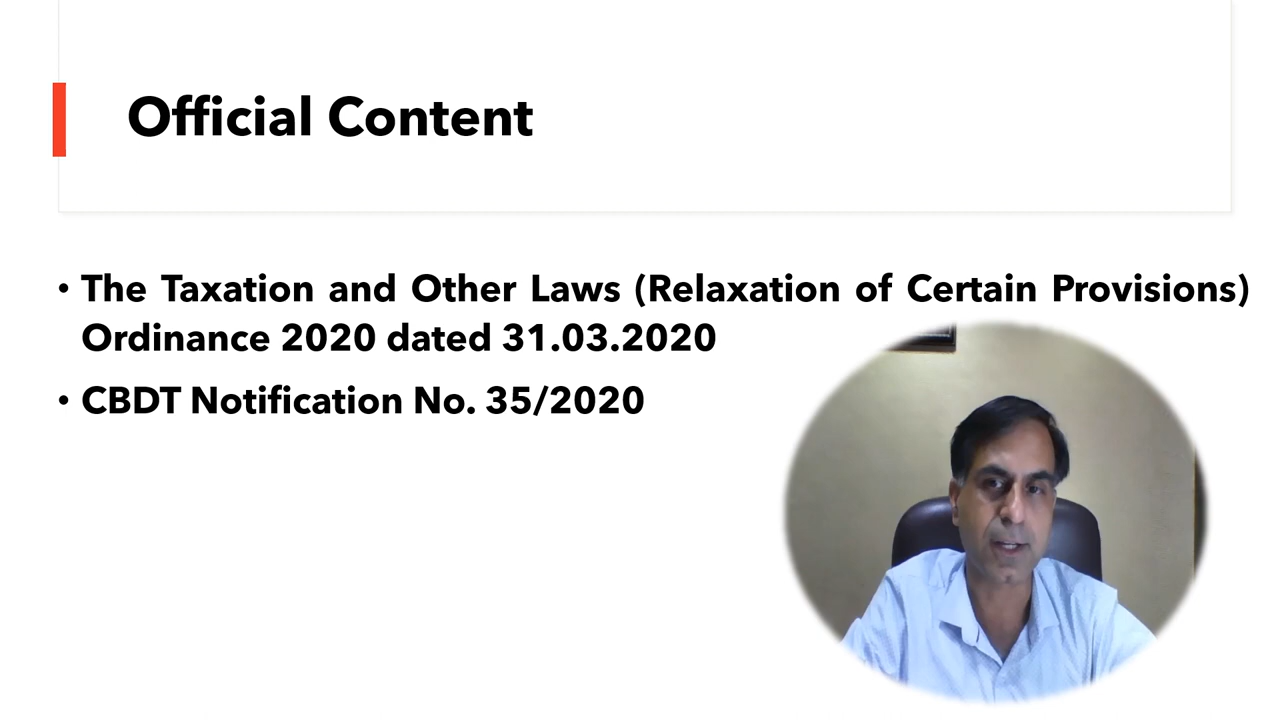 Official Content
• The Taxation and Other Laws (Relaxation of Certain Provisions)
Ordinance 2020 dated 31.03.2020
• CBDT Notification No. 35/2020